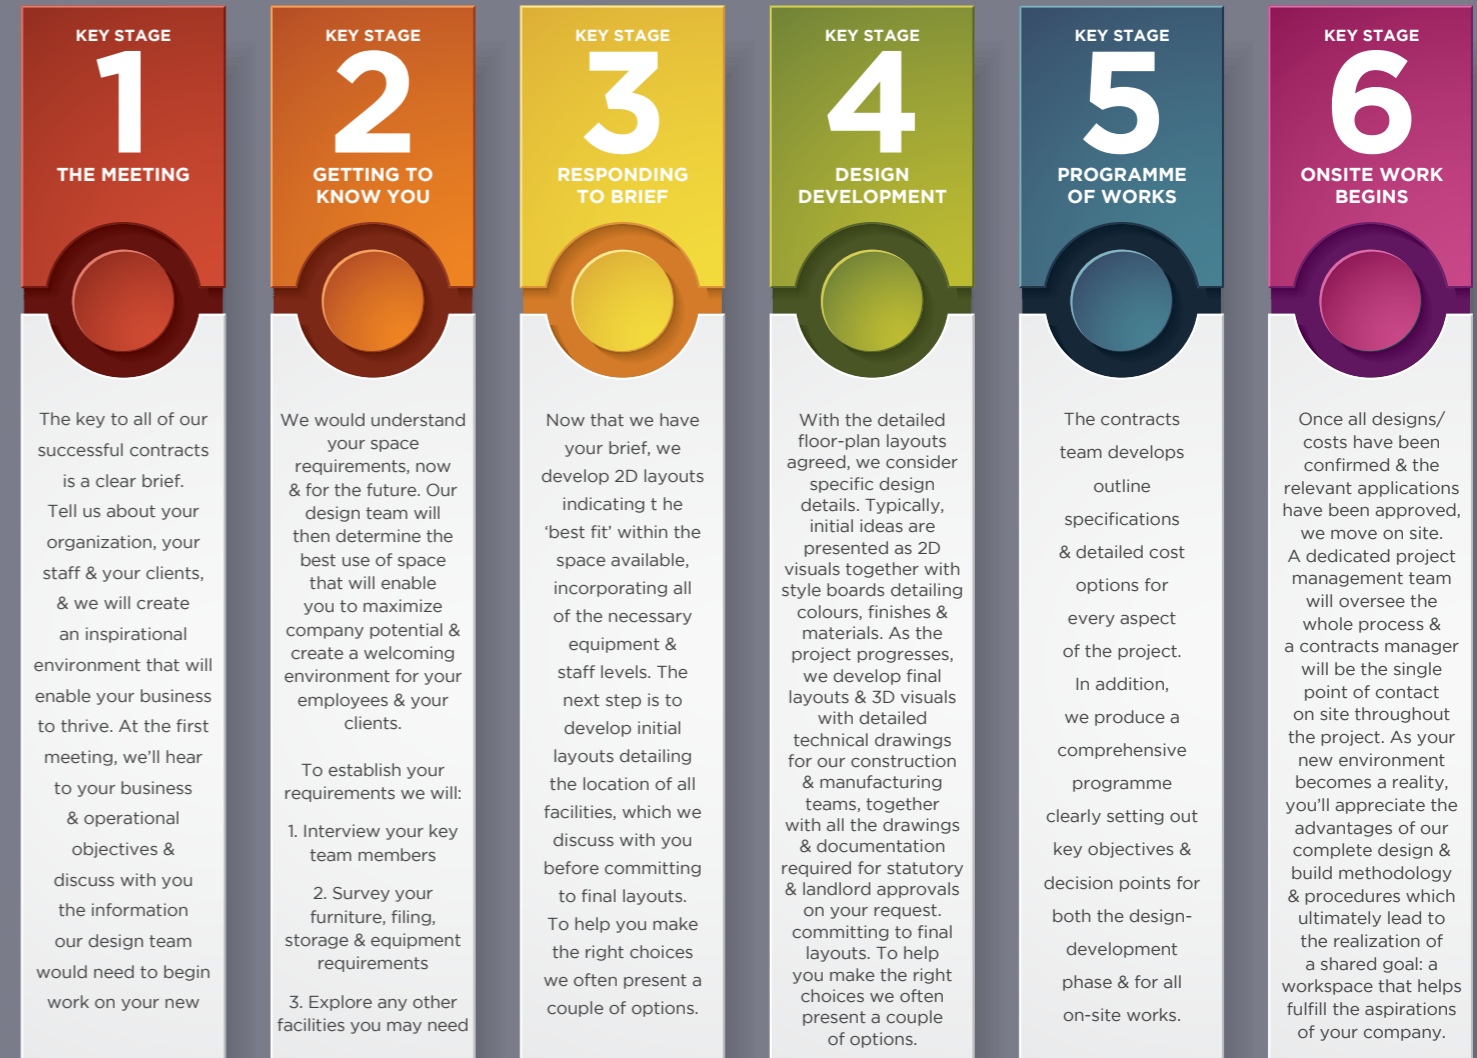 KEY STAGE
1
THE MEETING
The key to all of our
successful contracts
is a clear brief.
Tell us about your
organization, your
staff & your clients,
& we will create
an inspirational
environment that will
enable your business
to thrive. At the first
meeting, we’ll hear
to your business
& operational
objectives &
discuss with you
the information
our design team
would need to begin
work on your new
KEY STAGE
2
GETTING TO
KNOW YOU
We would understand
your space
requirements, now
& for the future. Our
design team will
then determine the
best use of space
that will enable
you to maximize
company potential &
create a welcoming
environment for your
employees & your
clients.
To establish your
requirements we will:
1. Interview your key
team members
2. Survey your
furniture, filing,
storage & equipment
requirements
3. Explore any other
facilities you may need
KEY STAGE
3
RESPONDING
TO BRIEF
Now that we have
your brief, we
develop 2D layouts
indicating t he
‘best fit’ within the
space available,
incorporating all
of the necessary
equipment &
staff levels. The
next step is to
develop initial
layouts detailing
the location of all
facilities, which we
discuss with you
before committing
to final layouts.
To help you make
the right choices
we often present a
couple of options.
KEY STAGE
4
DESIGN
DEVELOPMENT
With the detailed
floor-plan layouts
agreed, we consider
specific design
details. Typically,
initial ideas are
presented as 2D
visuals together with
style boards detailing
colours, finishes &
materials. As the
project progresses,
we develop final
layouts & 3D visuals
with detailed
technical drawings
for our construction
& manufacturing
teams, together
with all the drawings
& documentation
required for statutory
& landlord approvals
on your request.
committing to final
layouts. To help
you make the right
choices we often
present a couple
of options.
KEY STAGE
5
PROGRAMME
OF WORKS
The contracts
team develops
outline
specifications
& detailed cost
options for
every aspect
of the project.
In addition,
we produce a
comprehensive
programme
clearly setting out
key objectives &
decision points for
both the design-
development
phase & for all
on-site works.
KEY STAGE
6
ONSITE WORK
BEGINS
Once all designs/
costs have been
confirmed & the
relevant applications
have been approved,
we move on site.
A dedicated project
management team
will oversee the
whole process &
a contracts manager
will be the single
point of contact
on site throughout
the project. As your
new environment
becomes a reality,
you’ll appreciate the
advantages of our
complete design &
build methodology
& procedures which
ultimately lead to
the realization of
a shared goal: a
workspace that helps
fulfill the aspirations
of your company.